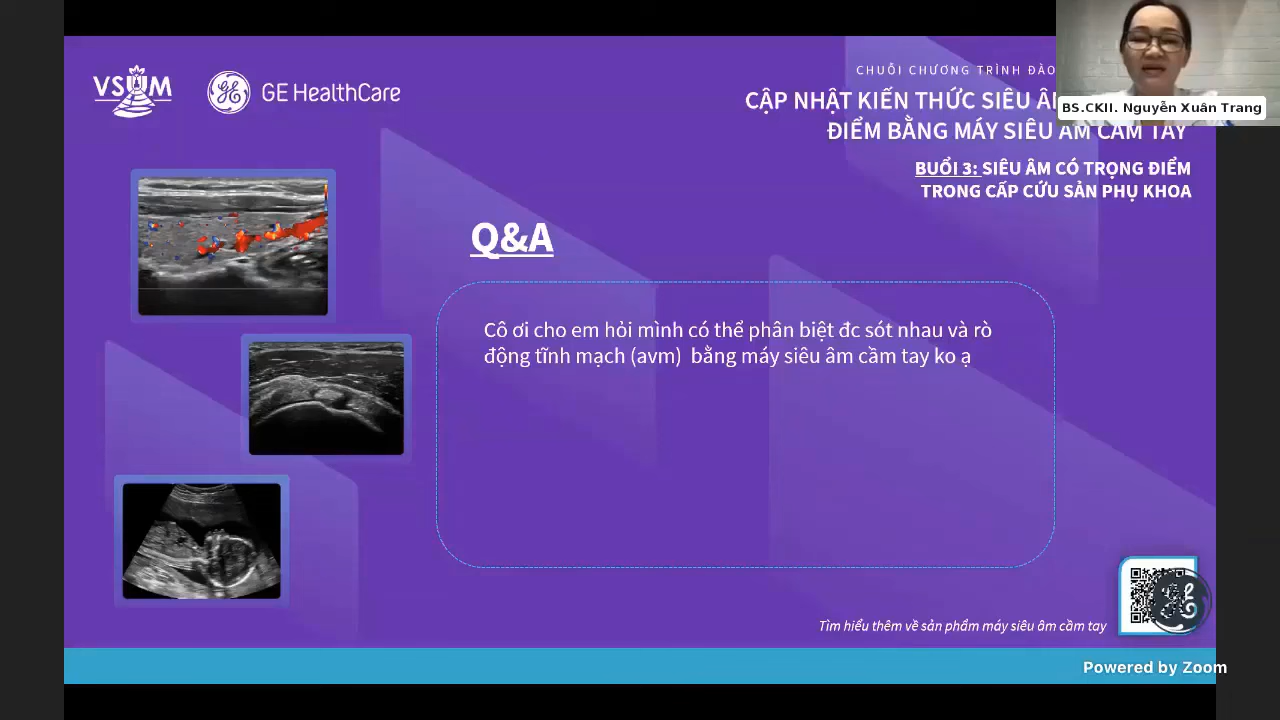 VSUM
GE HealthCare
CHUỖI CHƯƠNG TRÌNH ĐÀO
CẬP NHẬT KIẾN THỨC SIÊU ÂM
ĐIỂM BẰNG MÁY SIÊU ÂM CẦM TAY
BUỔI 3: SIÊU ÂM CÓ TRỌNG ĐIỂM
TRONG CẤP CỨU SẢN PHỤ KHOA
BS.CKII. Nguyễn Xuân Trang
Q&A
Cô ơi cho em hỏi mình có thể phân biệt đc sót nhau và rò
động tĩnh mạch (avm) bằng máy siêu âm cầm tay ko ạ
Tìm hiểu thêm về sản phẩm máy siêu âm cầm tay
Powered by Zoom